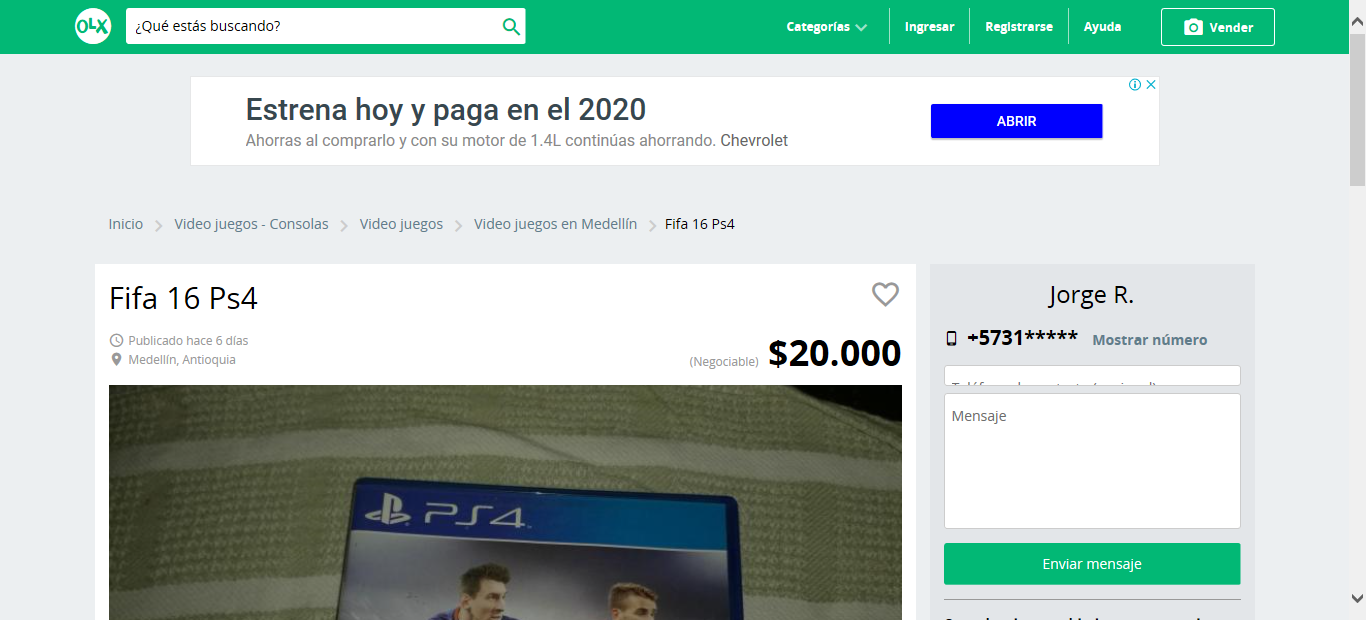 OLX
¿Qué estás buscando?
Categorías
Ingresar
Registrarse
Ayuda
Vender
Estrena hoy y paga en el 2020
Ahorras al comprarlo y con su motor de 1.4L continúas ahorrando. Chevrolet
ABRIR
Inicio
Video juegos - Consolas
Video juegos
Video juegos en Medellín
Fifa 16 Ps4
Fifa 16 Ps4
Publicado hace 6 días
Medellín, Antioquia
(Negociable) $20.000
PS4
Jorge R.
+5731***** Mostrar número
Mensaje
Enviar mensaje